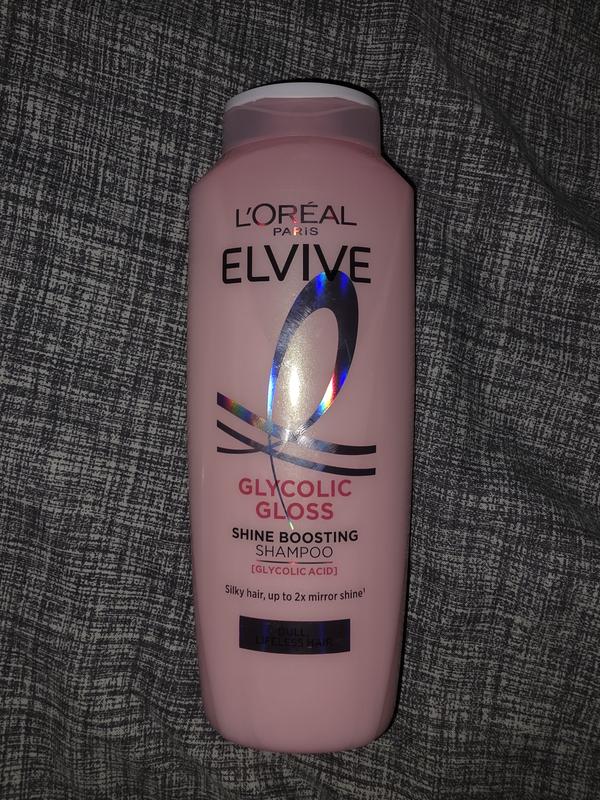 L'ORÉAL
PARIS
ELVIVE
GLYCOLIC
GLOSS
SHINE BOOSTING
SHAMPOO
[GLYCOLIC ACID]
Silky hair, up to 2x mirror shine¹
DULL,
LIFELESS HAIR